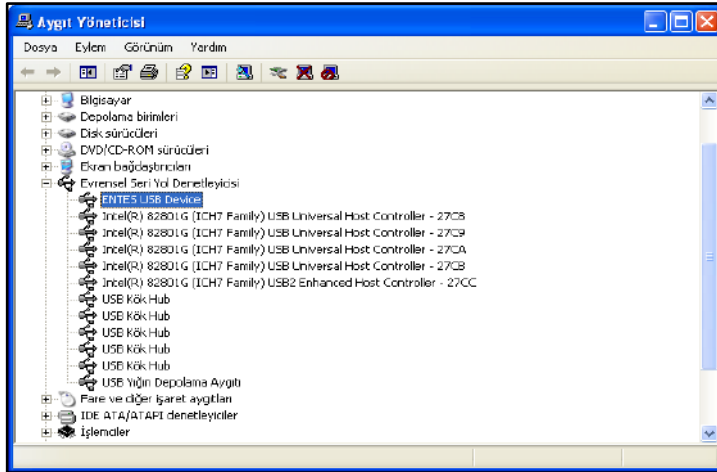 Aygıt Yöneticisi
Dosya Eylem Görünüm Yardım
Bilgisayar
Depolama birimleri
Disk sürücüleri
DVD/CD-ROM sürücüleri
Ekran bağdaştırıcıları
Evrensel Seri Yol Denetleyicisi
ENTES USB Device
Intel(R) 82801G (ICH7 Family) USB Universal Host Controller - 27C8
Intel(R) 82801G (ICH7 Family) USB Universal Host Controller - 27C9
Intel(R) 82801G (ICH7 Family) USB Universal Host Controller - 27CA
Intel(R) 82801G (ICH7 Family) USB Universal Host Controller - 27CB
Intel(R) 82801G (ICH7 Family) USB2 Enhanced Host Controller - 27CC
USB Kök Hub
USB Kök Hub
USB Kök Hub
USB Kök Hub
USB Kök Hub
USB Yığın Depolama Aygıtı
Fare ve diğer işaret aygıtları
IDE ATA/ATAPI denetleyiciler
İşlemciler